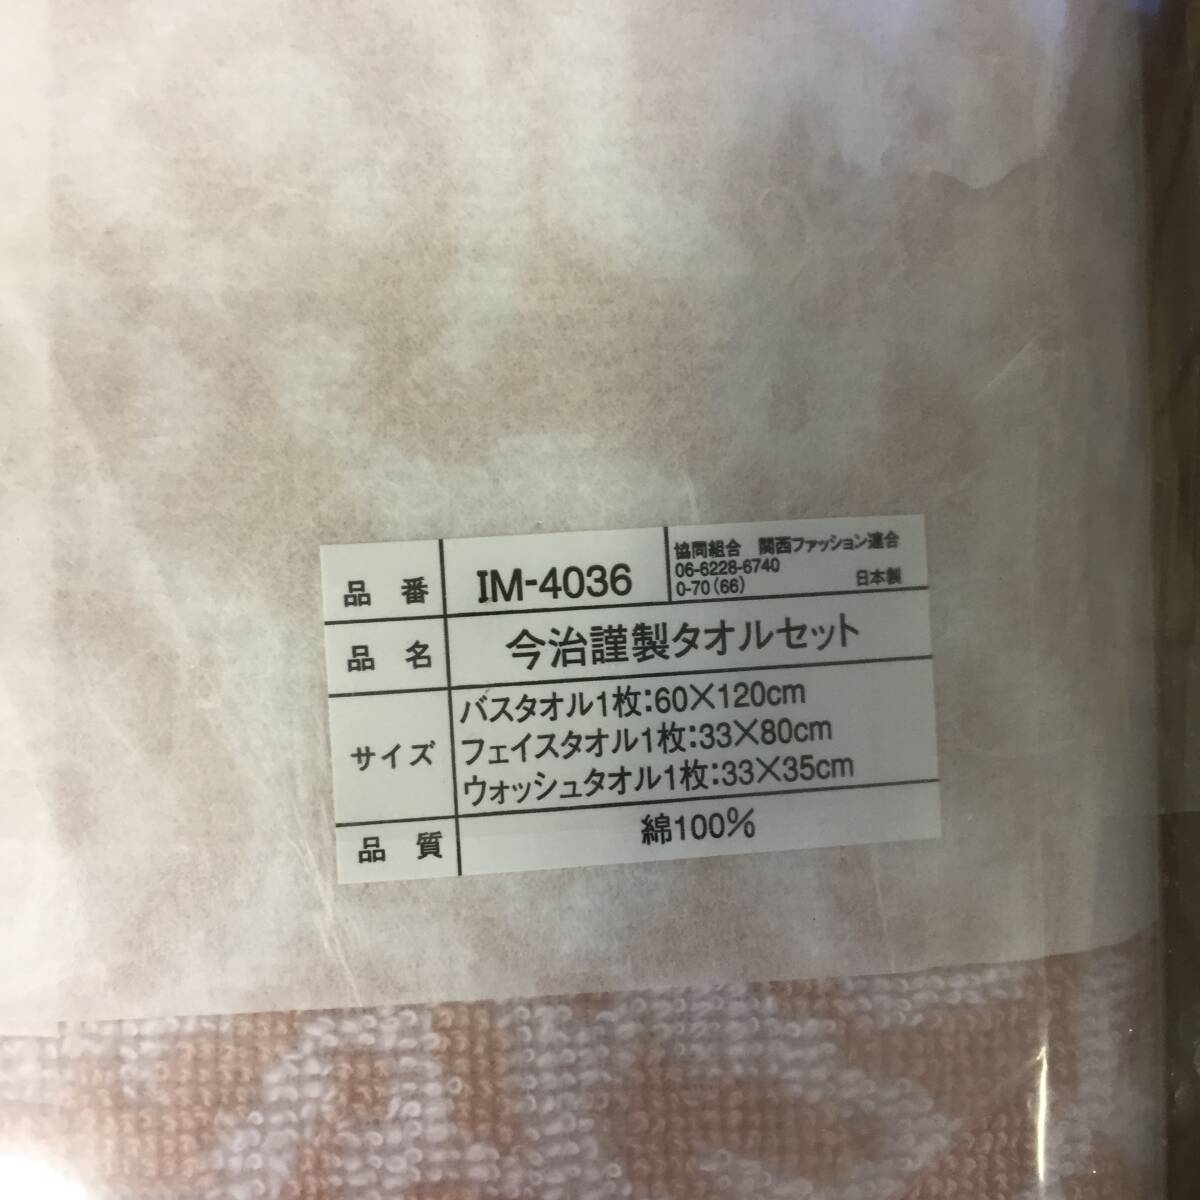 品番 IM-4036
協同組合 関西ファッション連合
06-6228-6740
0-70(66) 日本製
品名 今治謹製タオルセット
サイズ
バスタオル1枚:60×120cm
フェイスタオル1枚:33×80cm
ウォッシュタオル1枚:33×35cm
品質 綿100%